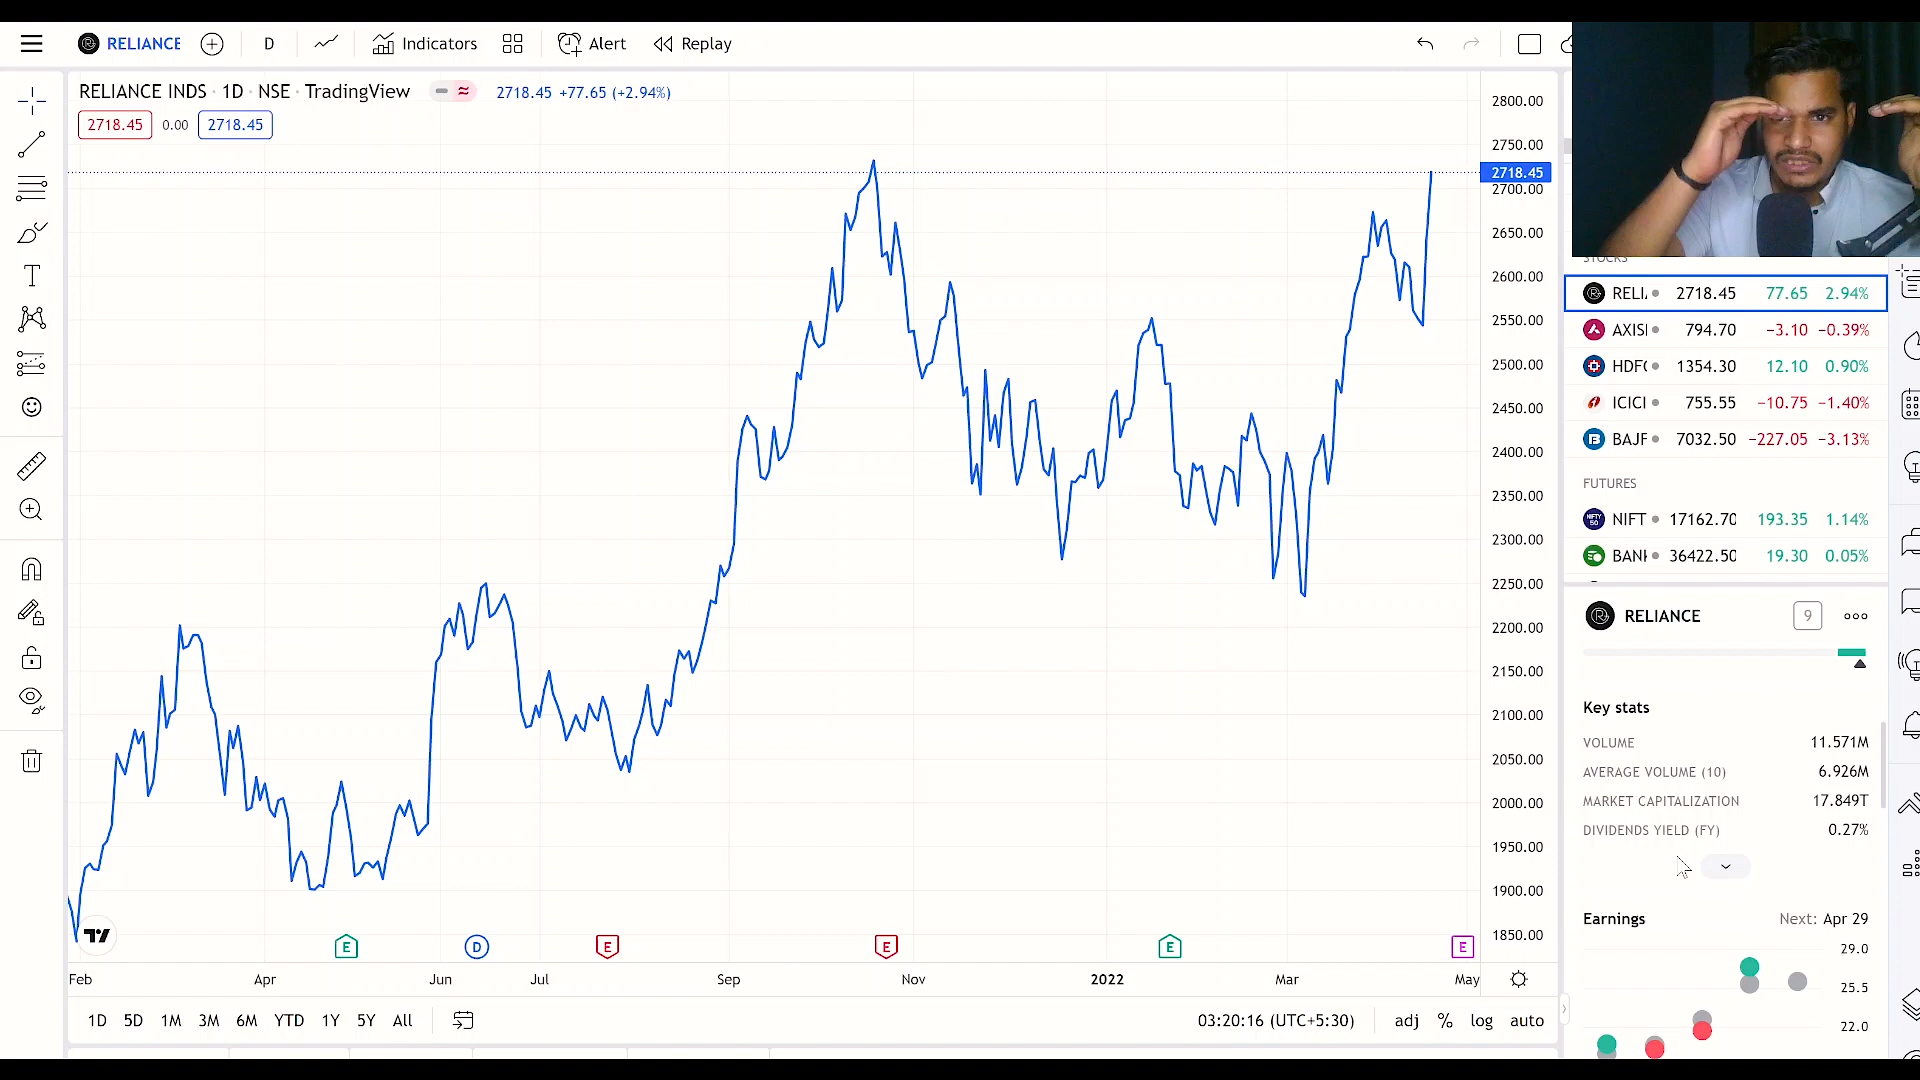 RELIANCE
D
Indicators
Alert
Replay
RELIANCE INDS · 1D · NSE · TradingView
2718.45 +77.65 (+2.94%)
2718.45 0.00 2718.45
2800.00
2750.00
2718.45
2700.00
2650.00
2600.00
2550.00
2500.00
2450.00
2400.00
2350.00
2300.00
2250.00
2200.00
2150.00
2100.00
2050.00
2000.00
1950.00
1900.00
1850.00
E D E E E E
Feb Apr Jun Jul Sep Nov 2022 Mar May
1D 5D 1M 3M 6M YTD 1Y 5Y All
03:20:16 (UTC+5:30) adj % log auto
STOCKS
RELI 2718.45 77.65 2.94%
AXISI 794.70 −3.10 −0.39%
HDFC 1354.30 12.10 0.90%
ICICI 755.55 −10.75 −1.40%
BAJF 7032.50 −227.05 −3.13%
FUTURES
NIFT 17162.70 193.35 1.14%
BANK 36422.50 19.30 0.05%
RELIANCE 9
Key stats
VOLUME 11.571M
AVERAGE VOLUME (10) 6.926M
MARKET CAPITALIZATION 17.849T
DIVIDENDS YIELD (FY) 0.27%
Earnings Next: Apr 29
29.0
25.5
22.0